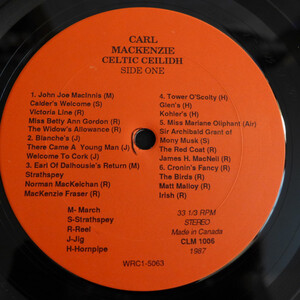 CARL
MACKENZIE
CELTIC CEILIDH
SIDE ONE
1. John Joe MacInnis (M)
Calder's Welcome (S)
Victoria Line (R)
Miss Betty Ann Gordon (R)
The Widow's Allowance (R)
2. Blanche's (J)
There Came A Young Man (J)
Welcome To Cork (J)
3. Earl Of Dalhousie's Return (M)
Strathspey
Norman MacKeichan (R)
MacKenzie Fraser (R)
4. Tower O'Scolty (H)
Glen's (H)
Kohler's (H)
5. Miss Mariane Oliphant (Air)
Sir Archibald Grant of
Mony Musk (S)
The Red Coat (R)
James H. MacNeil (R)
6. Cronin's Fancy (H)
The Birds (R)
Matt Malloy (R)
Irish (R)
M- March
S-Strathspey
R-Reel
J-Jig
H-Hornpipe
33 1/3 RPM
STEREO
Made in Canada
CLM 1006
1987
WRC1-5063